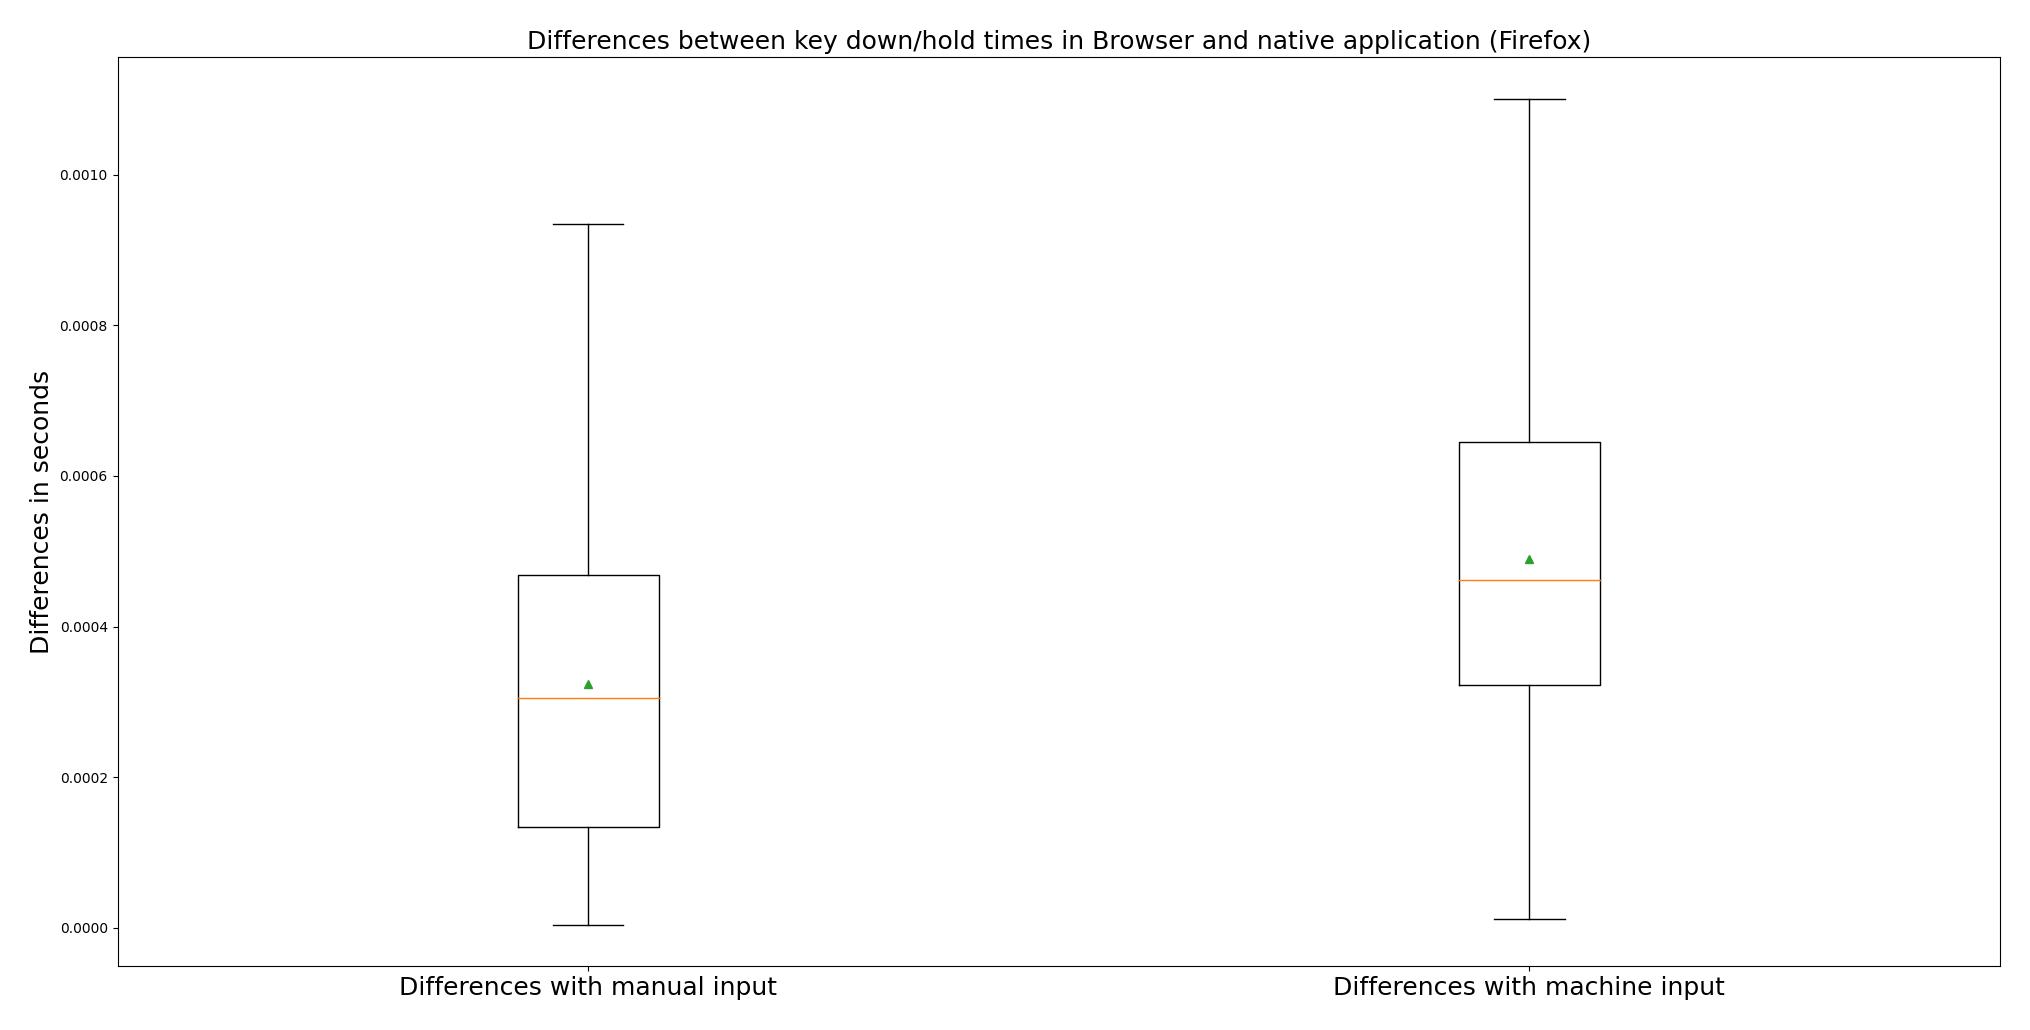 Differences between key down/hold times in Browser and native application (Firefox)
Differences in seconds
0.0010
0.0008
0.0006
0.0004
0.0002
0.0000
Differences with manual input
Differences with machine input